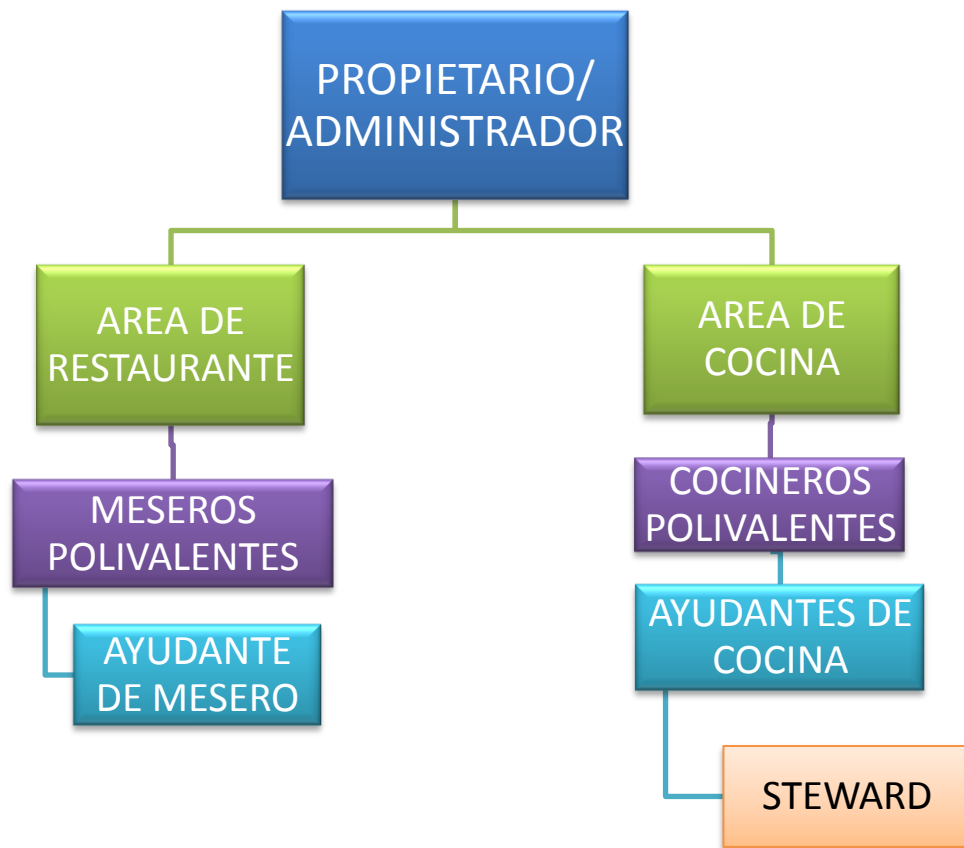 PROPIETARIO/
ADMINISTRADOR
AREA DE
RESTAURANTE
AREA DE
COCINA
MESEROS
POLIVALENTES
COCINEROS
POLIVALENTES
AYUDANTE
DE MESERO
AYUDANTES DE
COCINA
STEWARD